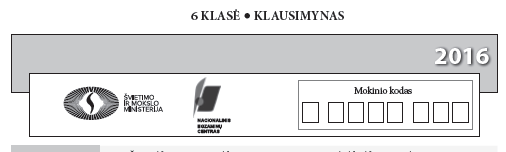 6 KLASĖ ● KLAUSIMYNAS
2016
ŠVIETIMO
IR MOKSLO
MINISTERIJA
NACIONALINIS
EGZAMINŲ
CENTRAS
Mokinio kodas